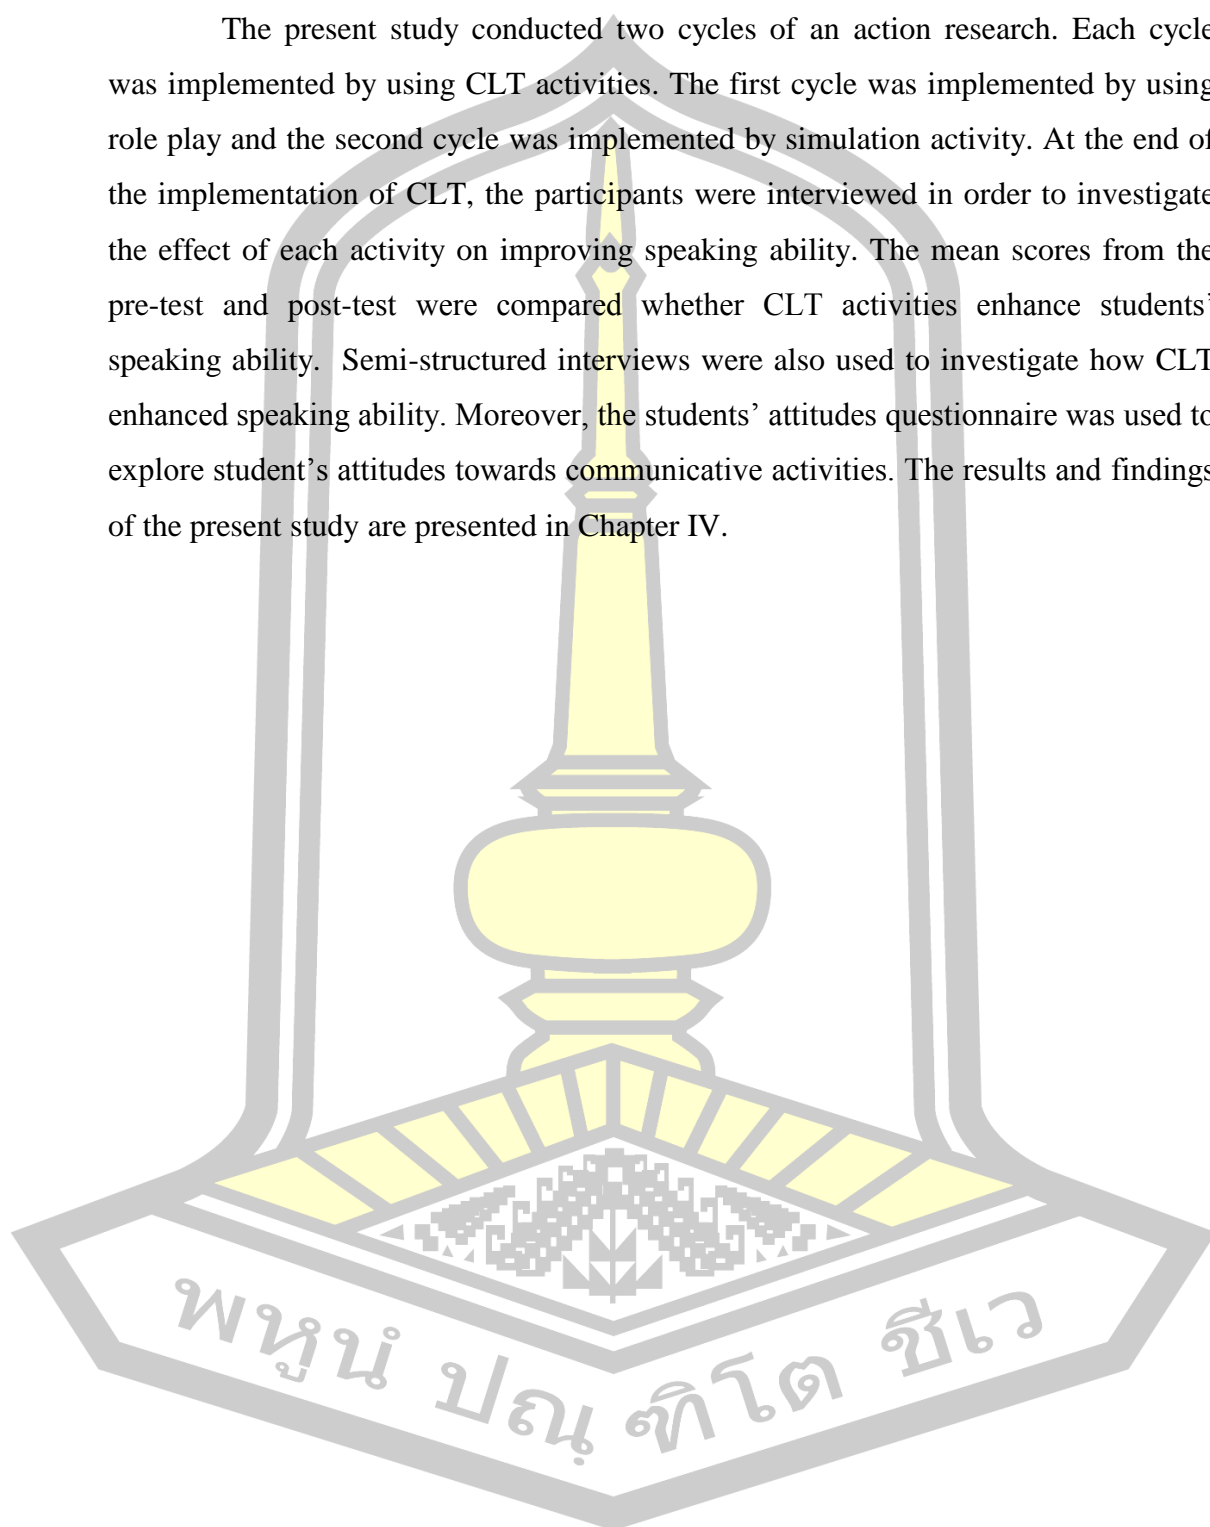 The present study conducted two cycles of an action research. Each cycle
was implemented by using CLT activities. The first cycle was implemented by using
role play and the second cycle was implemented by simulation activity. At the end of
the implementation of CLT, the participants were interviewed in order to investigate
the effect of each activity on improving speaking ability. The mean scores from the
pre-test and post-test were compared whether CLT activities enhance students’
speaking ability.  Semi-structured interviews were also used to investigate how CLT
enhanced speaking ability. Moreover, the students’ attitudes questionnaire was used to
explore student’s attitudes towards communicative activities. The results and findings
of the present study are presented in Chapter IV.
พหูนํ ปณฺ ฑิโต ชีเว